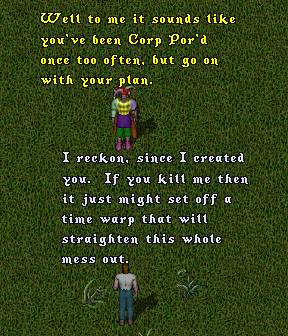 Well to me it sounds like
you've been Corp Por'd
once too often, but go on
with your plan.
I reckon, since I created
you. If you kill me then
it just might set off a
time warp that will
straighten this whole
mess out.